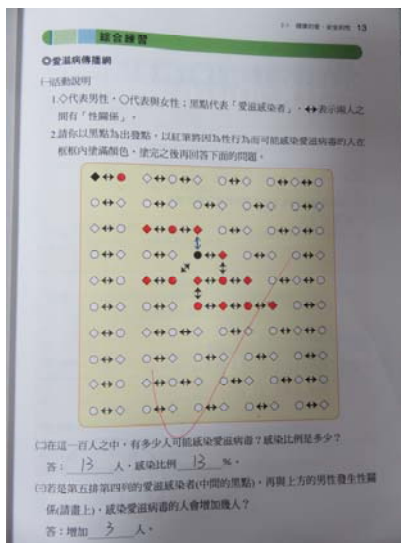 13
綜合練習
◎愛滋病傳播網
㈠活動說明
1.◇代表男性，○代表與女性；黑點代表「愛滋感染者」，↔表示兩人之
間有「性關係」。
2.請你以黑點為出發點，以紅筆將因為性行為而可能感染愛滋病毒的人在
框框內塗滿顏色，塗完之後再回答下面的問題。
㈡在這一百人之中，有多少人可能感染愛滋病毒？感染比例是多少？
答：13人，感染比例13%。
㈢若是第五排第四列的愛滋感染者(中間的黑點)，再與上方的男性發生性關
係(請畫上)，感染愛滋病毒的人會增加幾人？
答：增加3人。